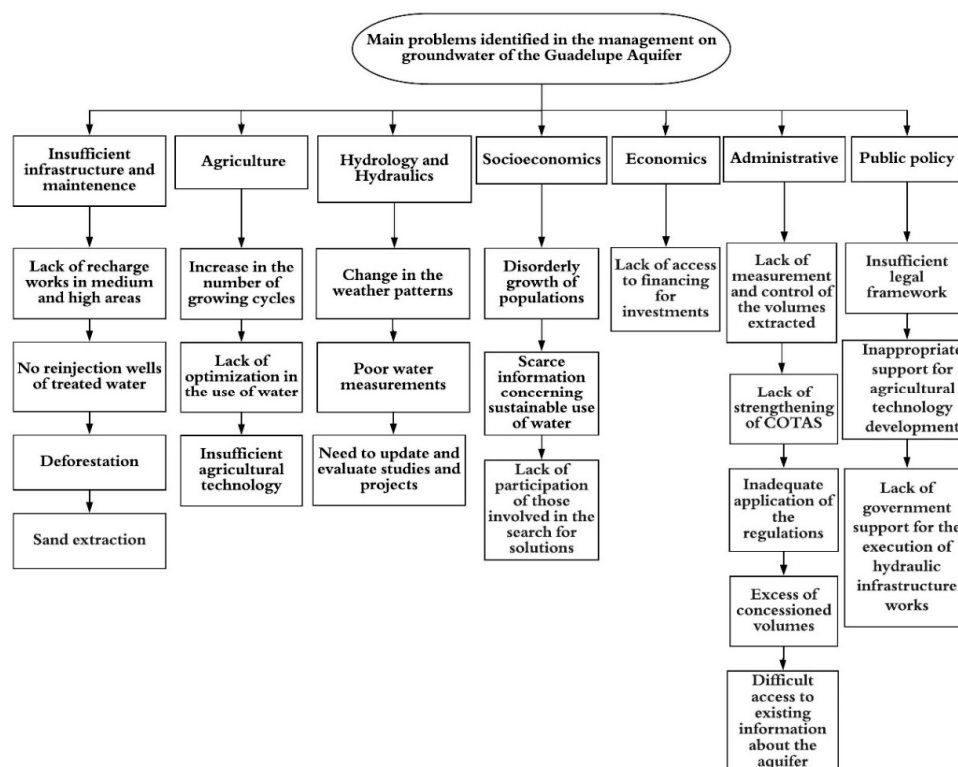 Main problems identified in the management on
groundwater of the Guadelupe Aquifer
Insufficient
infrastructure and
maintenence
Agriculture
Hydrology and
Hydraulics
Socioeconomics
Economics
Administrative
Public policy
Lack of recharge
works in medium
and high areas
No reinjection wells
of treated water
Deforestation
Sand extraction
Increase in the
number of
growing cycles
Lack of
optimization in
the use of water
Insufficient
agricultural
technology
Change in the
weather patterns
Poor water
measurements
Need to update and
evaluate studies and
projects
Disorderly
growth of
populations
Scarce
information
concerning
sustainable use
of water
Lack of
participation
of those
involved in the
search for
solutions
Lack of access
to financing
for
investments
Lack of
measurement
and control of
the volumes
extracted
Lack of
strengthening
of COTAS
Inadequate
application of
the
regulations
Excess of
concessioned
volumes
Difficult
access to
existing
information
about the
aquifer
Insufficient
legal
framework
Inappropriate
support for
agricultural
technology
development
Lack of
government
support for the
execution of
hydraulic
infrastructure
works